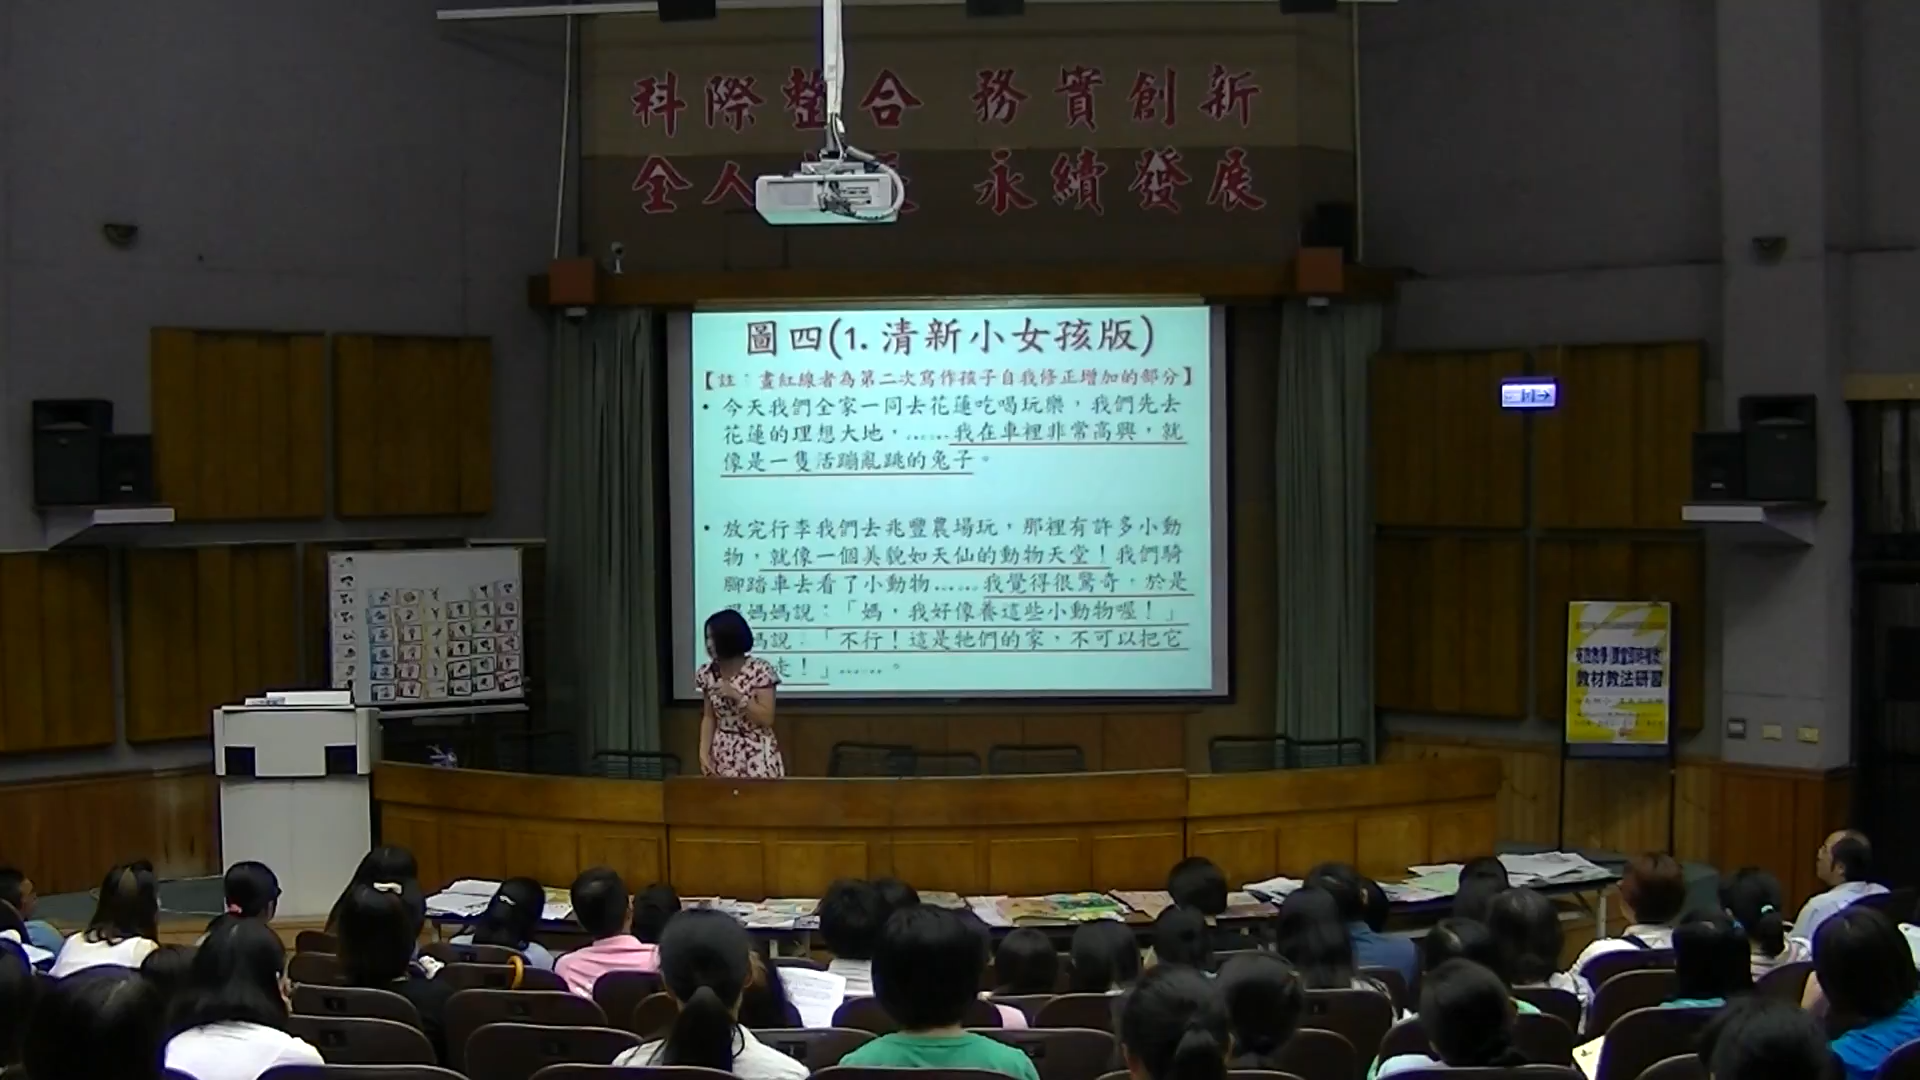 科際整合 務實創新
全人 永續發展
圖四(1. 清新小女孩版)
【註：畫紅線者為第二次寫作孩子自我修正增加的部分】
• 今天我們全家一同去花蓮吃喝玩樂，我們先去
花蓮的理想大地，……我在車裡非常高興，就
像是一隻活蹦亂跳的兔子。
• 放完行李我們去兆豐農場玩，那裡有許多小動
物，就像一個美貌如天仙的動物天堂！我們騎
腳踏車去看了小動物……我覺得很驚奇。於是
媽媽說：「媽，我好像養這些小動物喔！」
媽說：「不行！這是牠們的家，不可以把它
走！」……。
教材教法研習